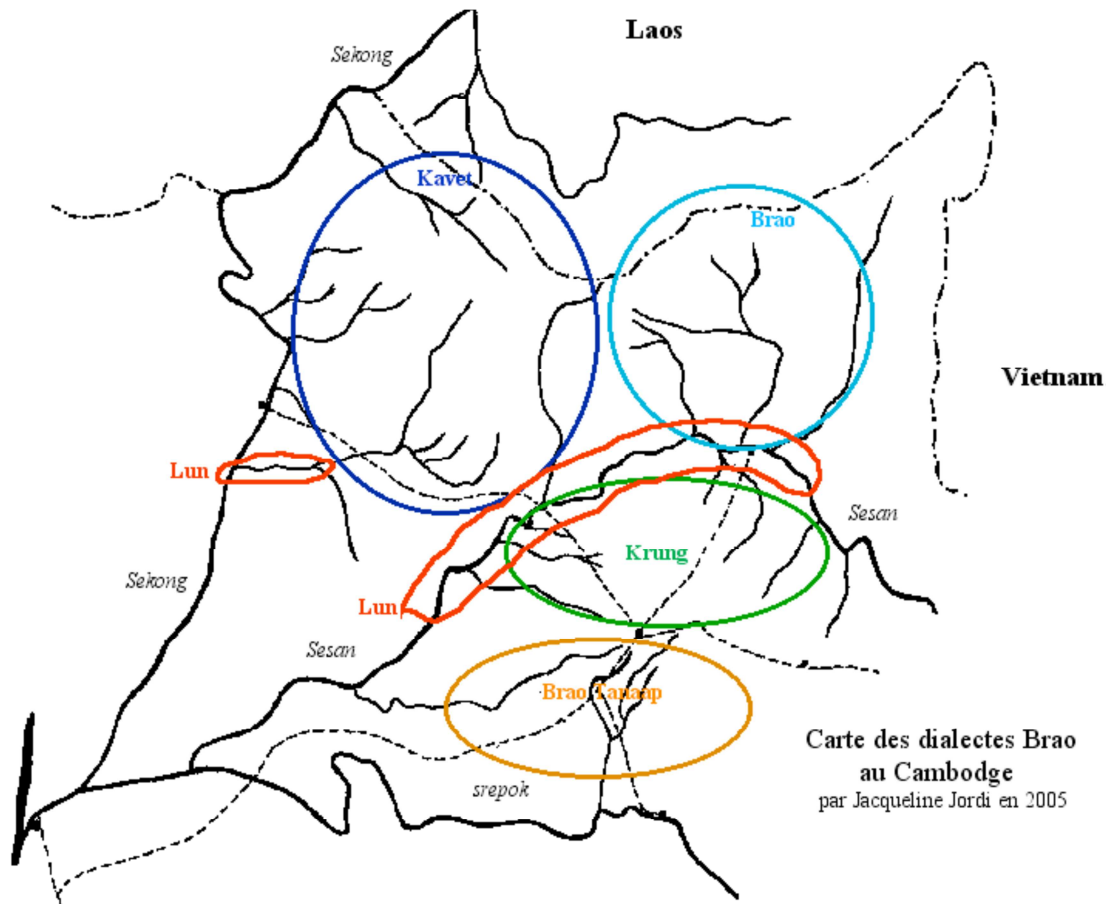 Laos
Sekong
Kavet
Brao
Vietnam
Lun
Sesan
Krung
Sekong
Lun
Sesan
Brao Tanaap
Carte des dialectes Brao
au Cambodge
par Jacqueline Jordi en 2005
srepok